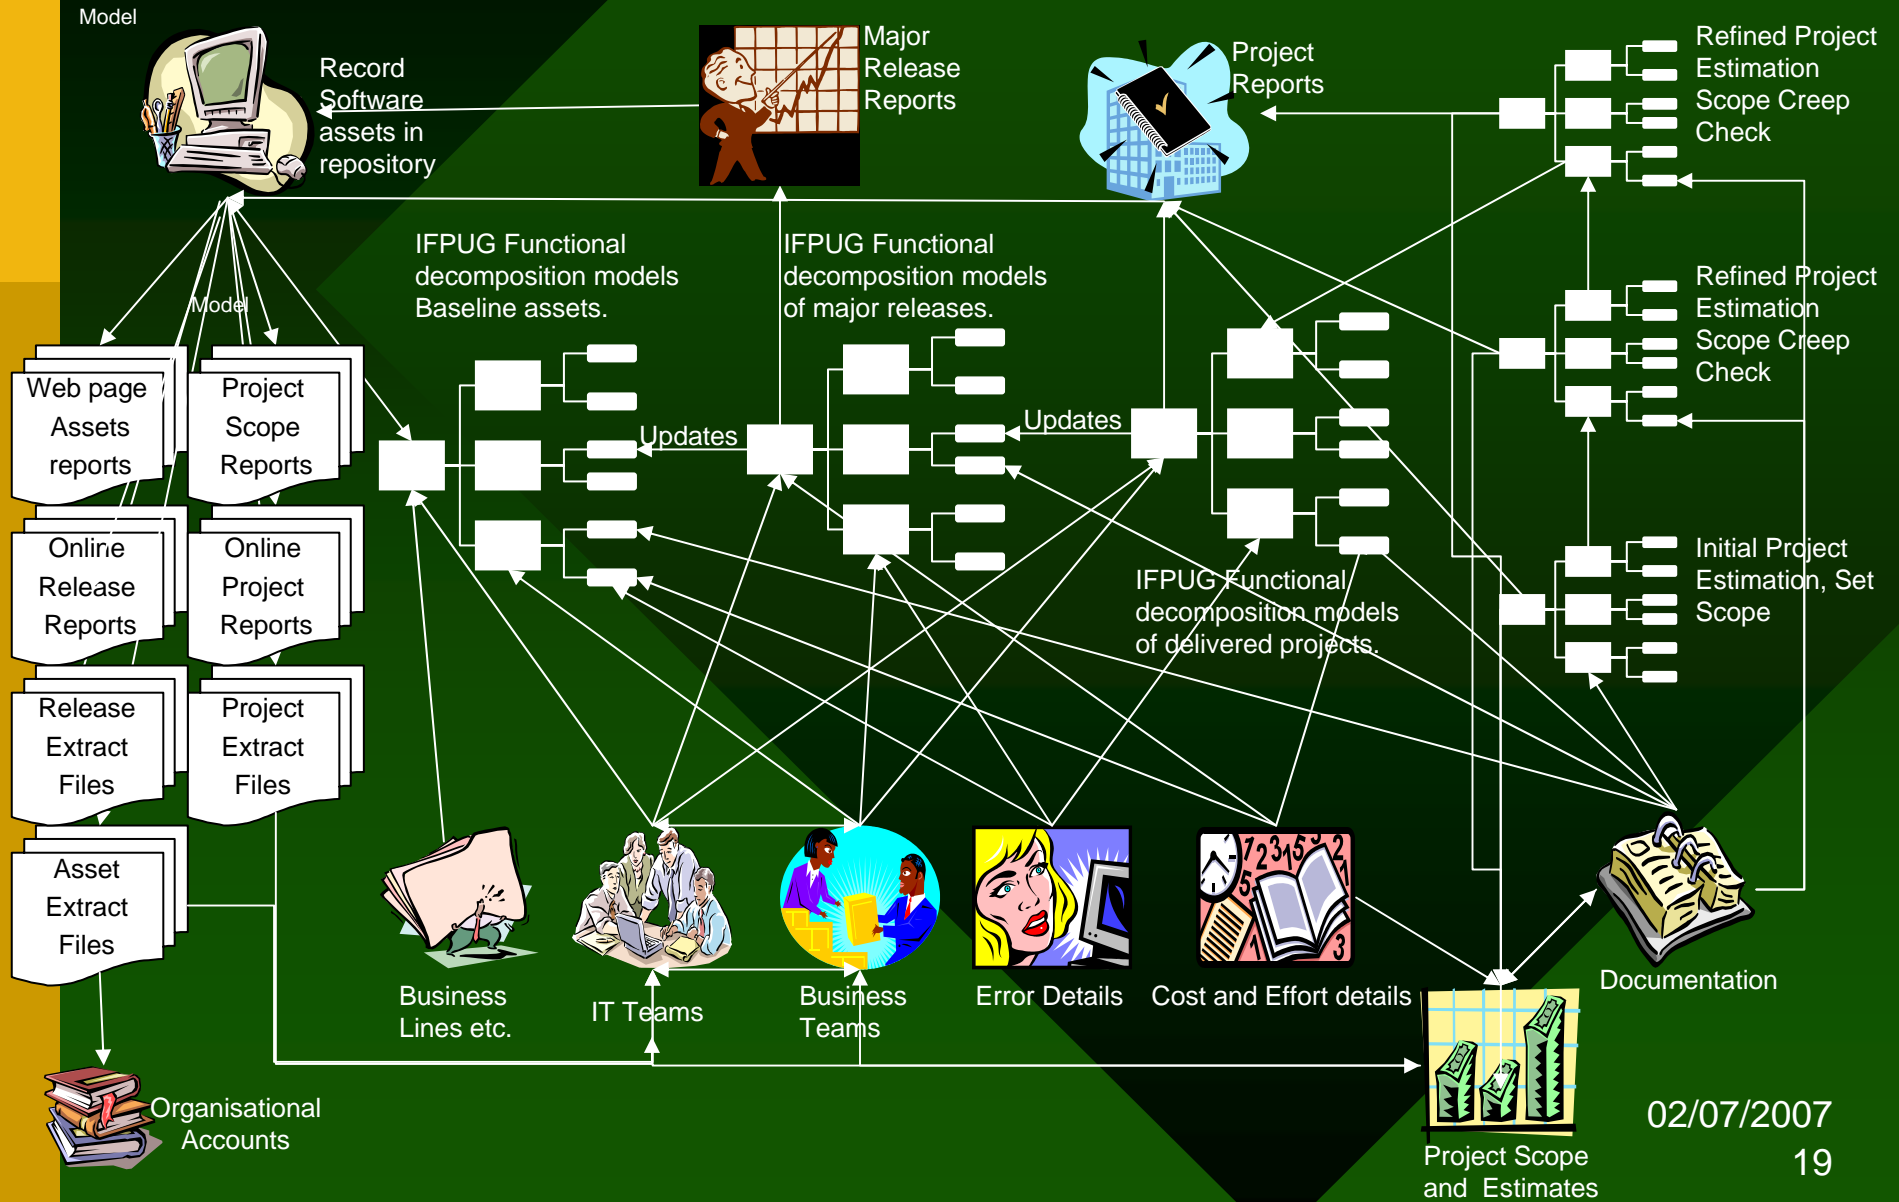 Model
Record
Software
assets in
repository
Major
Release
Reports
Project
Reports
Refined Project
Estimation
Scope Creep
Check
IFPUG Functional
decomposition models
Baseline assets.
IFPUG Functional
decomposition models
of major releases.
Refined Project
Estimation
Scope Creep
Check
Model
Web page
Assets
reports
Project
Scope
Reports
Updates
Updates
Online
Release
Reports
Online
Project
Reports
IFPUG Functional
decomposition models
of delivered projects.
Initial Project
Estimation, Set
Scope
Release
Extract
Files
Project
Extract
Files
Asset
Extract
Files
Business
Lines etc.
IT Teams
Business
Teams
Error Details
Cost and Effort details
Documentation
Organisational
Accounts
Project Scope
and Estimates
02/07/2007
19